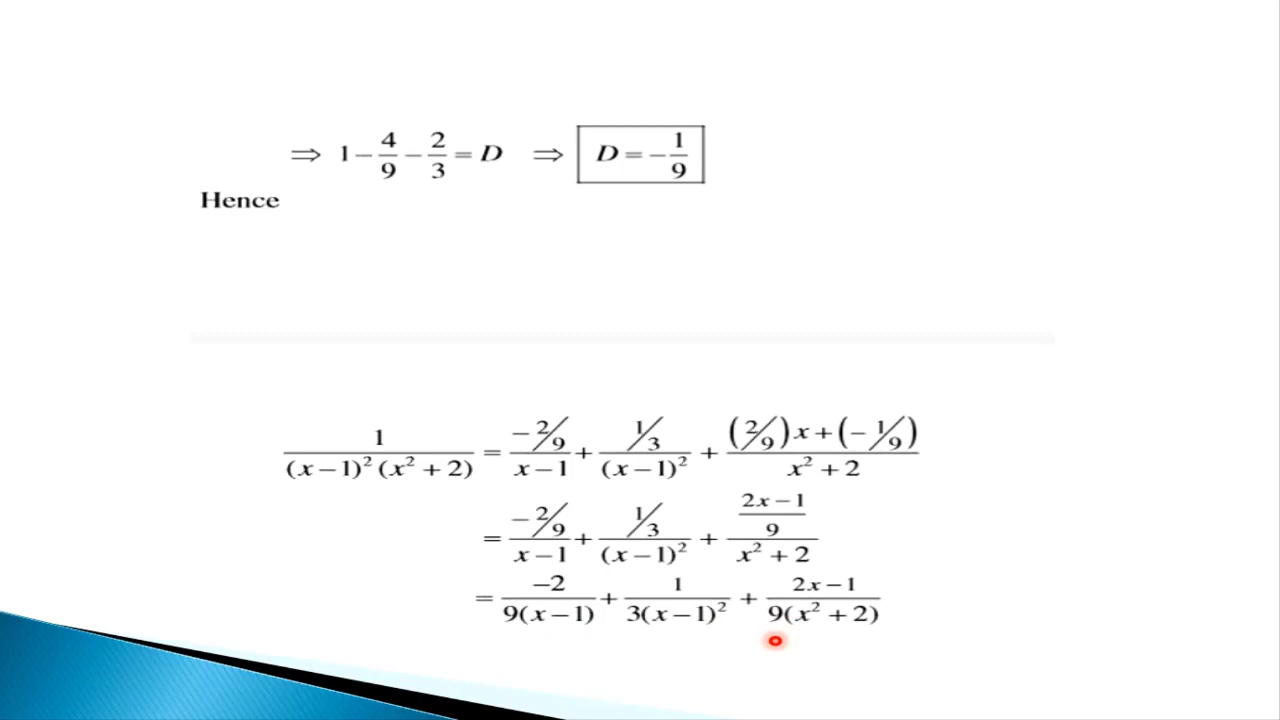 ⇒ 1 − 4/9 − 2/3 = D ⇒ D = − 1/9
Hence
1/((x−1)²(x²+2)) = (−2/9)/(x−1) + (1/3)/(x−1)² + ((2/9)x+(−1/9))/(x²+2)
= (−2/9)/(x−1) + (1/3)/(x−1)² + ((2x−1)/9)/(x²+2)
= −2/(9(x−1)) + 1/(3(x−1)²) + (2x−1)/(9(x²+2))